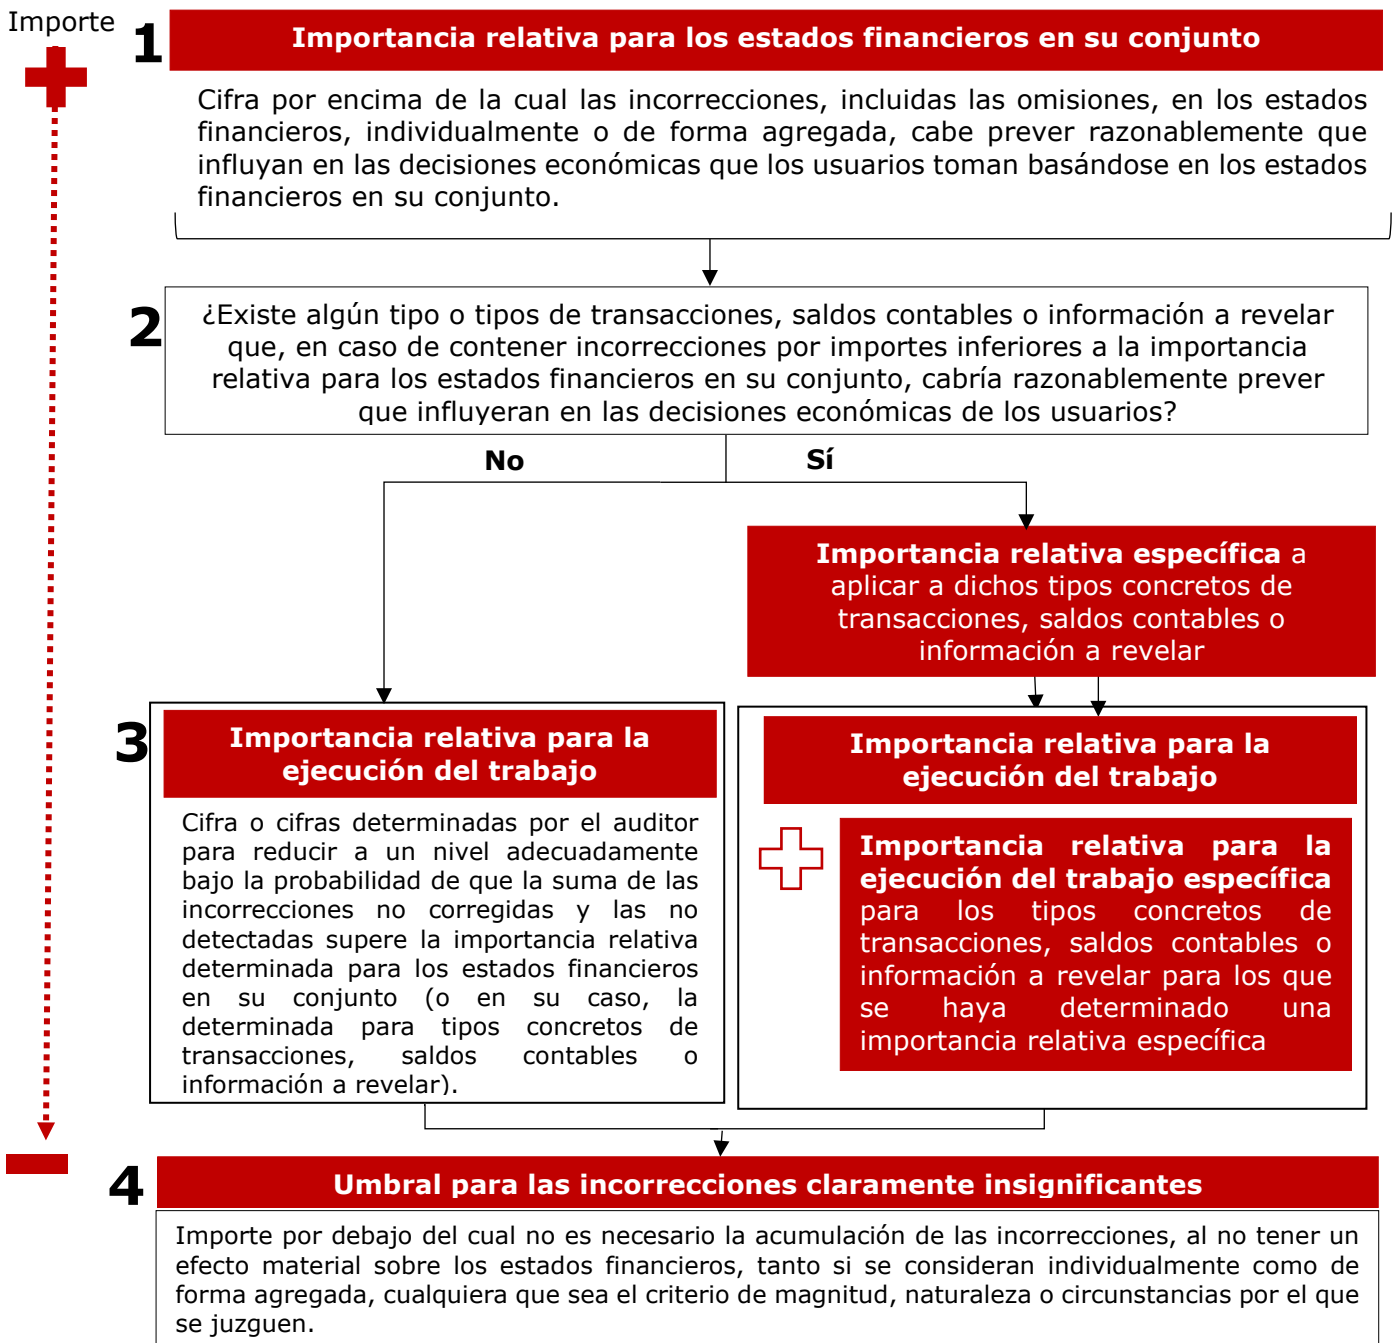 Importe
1
Importancia relativa para los estados financieros en su conjunto
Cifra por encima de la cual las incorrecciones, incluidas las omisiones, en los estados
financieros, individualmente o de forma agregada, cabe prever razonablemente que
influyan en las decisiones económicas que los usuarios toman basándose en los estados
financieros en su conjunto.
2
¿Existe algún tipo o tipos de transacciones, saldos contables o información a revelar
que, en caso de contener incorrecciones por importes inferiores a la importancia
relativa para los estados financieros en su conjunto, cabría razonablemente prever
que influyeran en las decisiones económicas de los usuarios?
No
Sí
Importancia relativa específica a
aplicar a dichos tipos concretos de
transacciones, saldos contables o
información a revelar
3
Importancia relativa para la
ejecución del trabajo
Cifra o cifras determinadas por el auditor
para reducir a un nivel adecuadamente
bajo la probabilidad de que la suma de las
incorrecciones no corregidas y las no
detectadas supere la importancia relativa
determinada para los estados financieros
en su conjunto (o en su caso, la
determinada para tipos concretos de
transacciones, saldos contables o
información a revelar).
Importancia relativa para la
ejecución del trabajo
Importancia relativa para la
ejecución del trabajo específica
para los tipos concretos de
transacciones, saldos contables o
información a revelar para los que
se haya determinado una
importancia relativa específica
4
Umbral para las incorrecciones claramente insignificantes
Importe por debajo del cual no es necesario la acumulación de las incorrecciones, al no tener un
efecto material sobre los estados financieros, tanto si se consideran individualmente como de
forma agregada, cualquiera que sea el criterio de magnitud, naturaleza o circunstancias por el que
se juzguen.